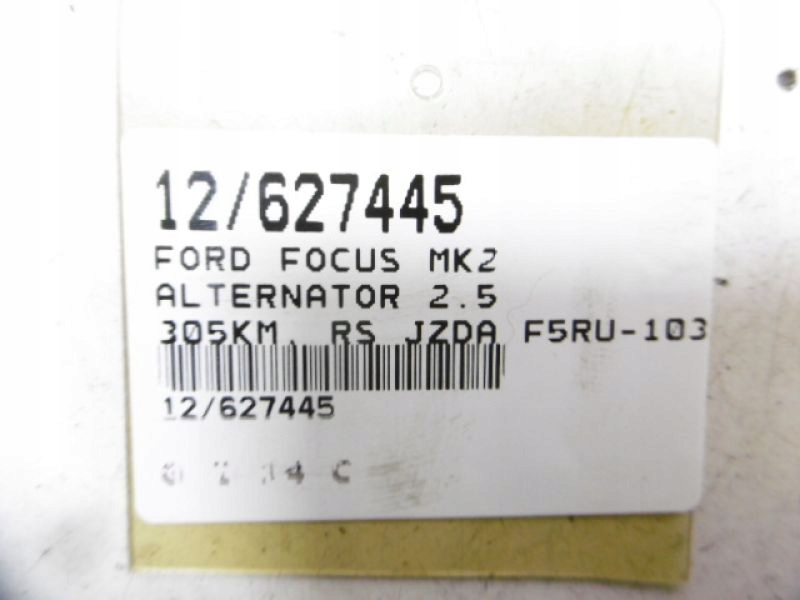 12/627445
FORD FOCUS MK2
ALTERNATOR 2.5
305KM, RS JZDA F5RU-103
12/627445